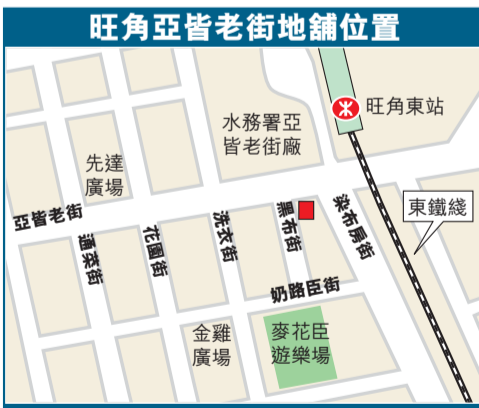 旺角亞皆老街地舖位置
旺角東站
水務署亞
皆老街廠
先達
廣場
東鐵綫
亞皆老街
通菜街
花園街
洗衣街
黑布街
染布房街
奶路臣街
金雞
廣場
麥花臣
遊樂場